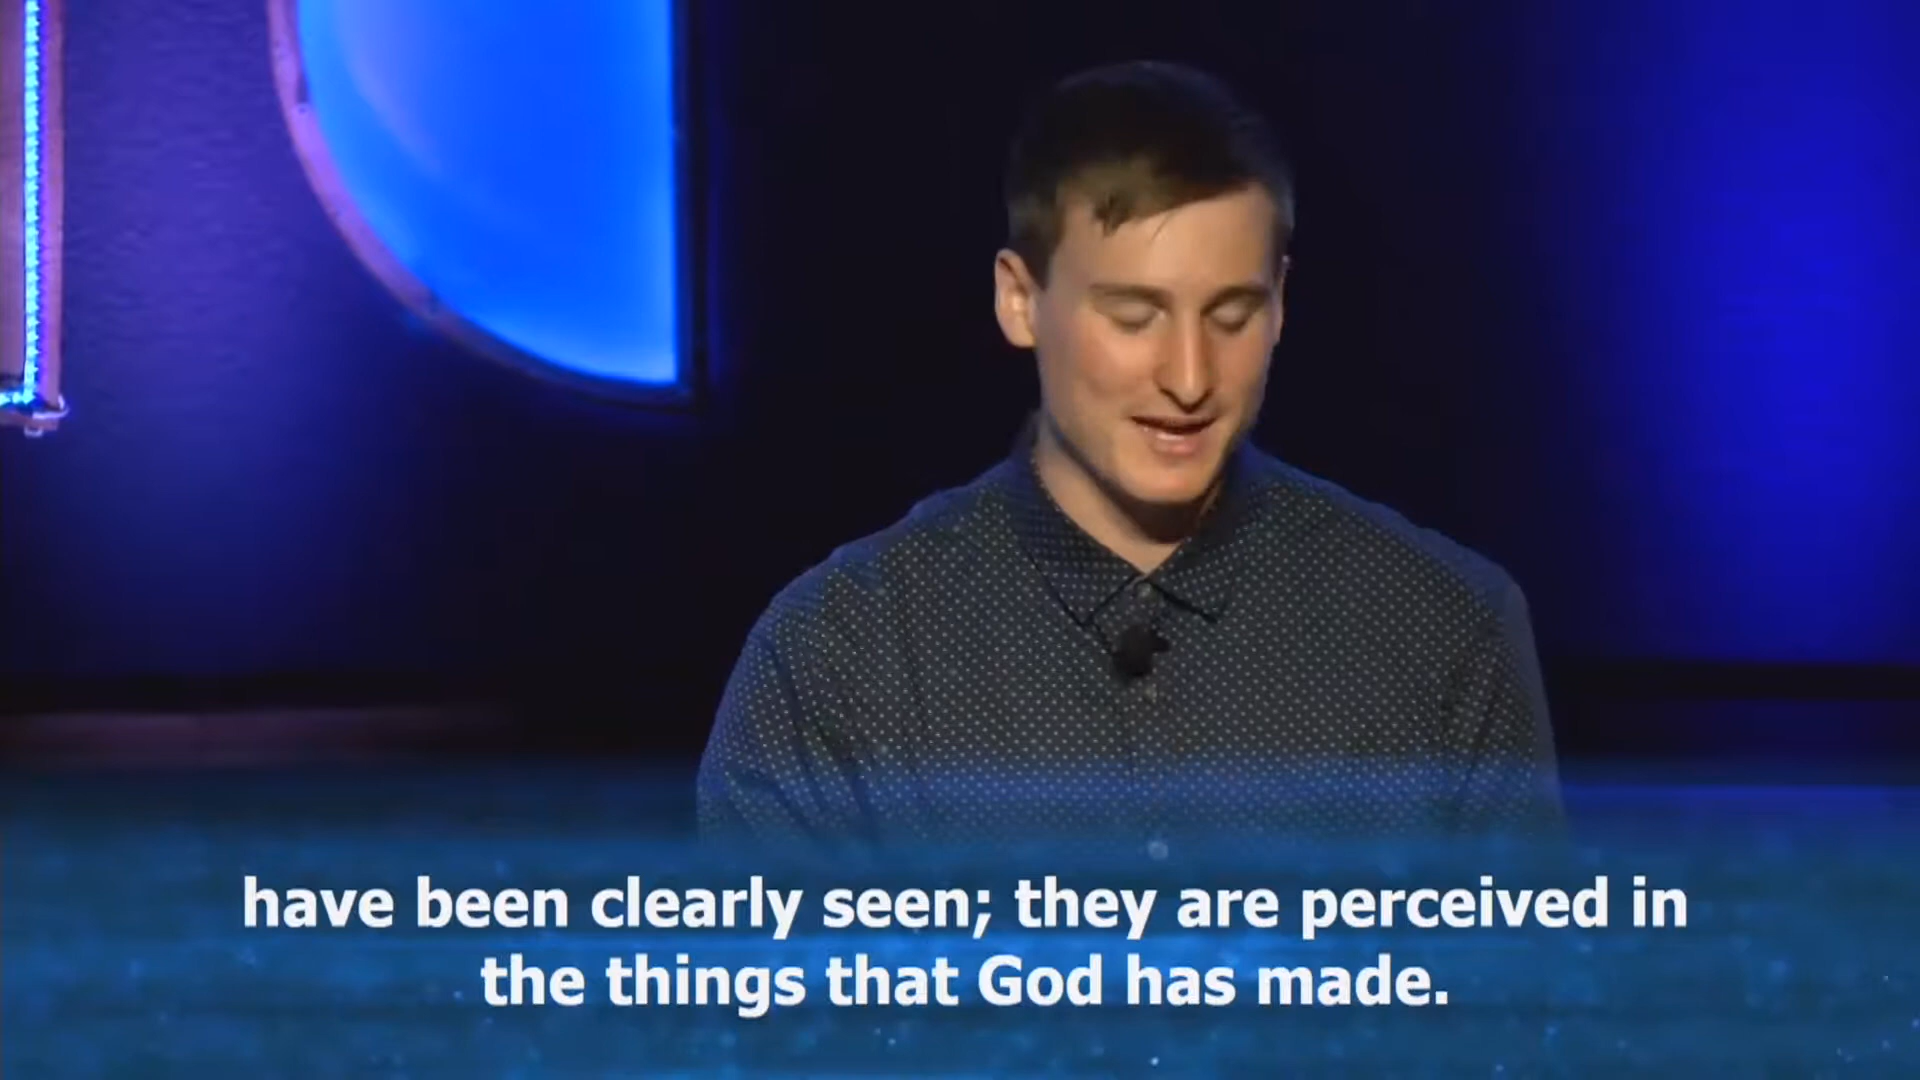 have been clearly seen; they are perceived in
the things that God has made.